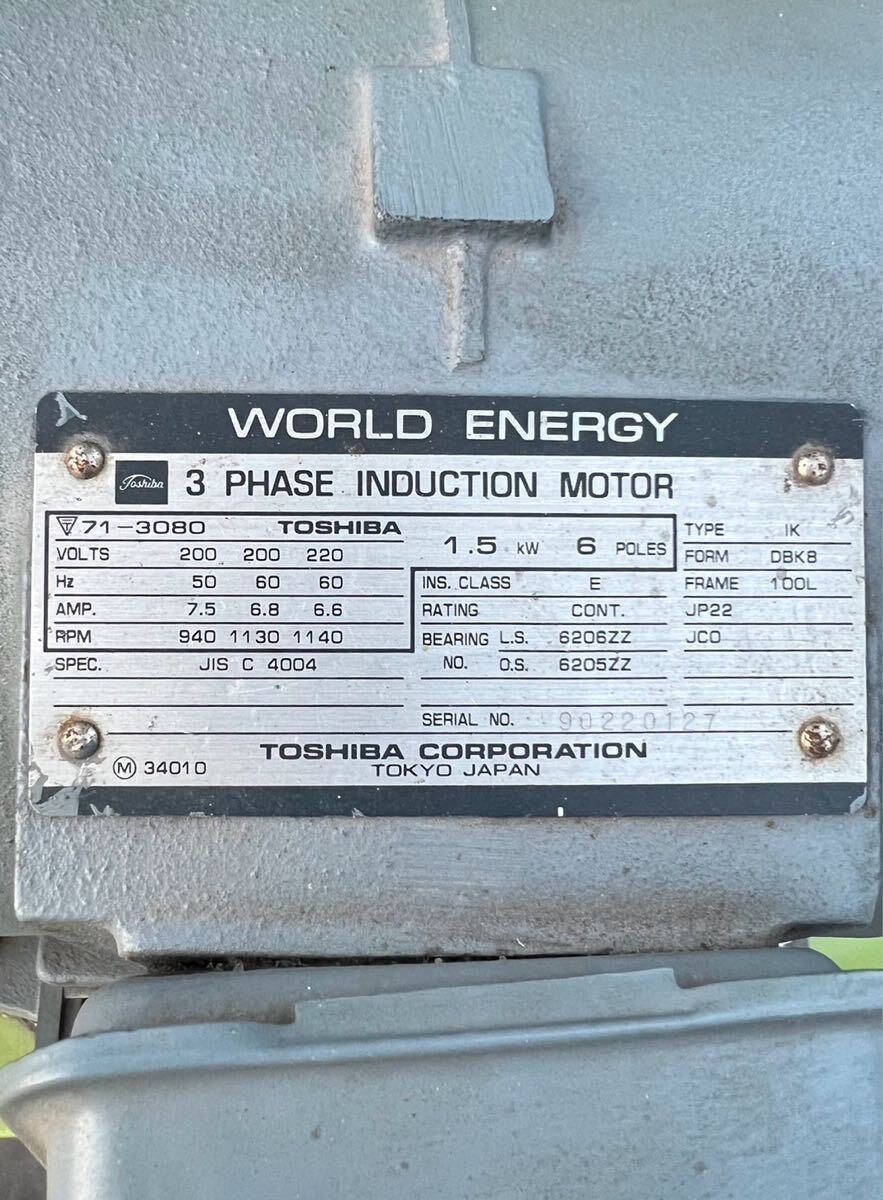 WORLD ENERGY
Toshiba 3 PHASE INDUCTION MOTOR
71-3080 TOSHIBA
1.5 kW 6 POLES
VOLTS 200 200 220
Hz 50 60 60
AMP. 7.5 6.8 6.6
RPM 940 1130 1140
SPEC. JIS C 4004
INS. CLASS E
RATING CONT.
BEARING L.S. 6206ZZ
NO. O.S. 6205ZZ
SERIAL NO. 90220127
TYPE IK
FORM DBK8
FRAME 100L
JP22
JC0
TOSHIBA CORPORATION
Ⓜ 34010 TOKYO JAPAN